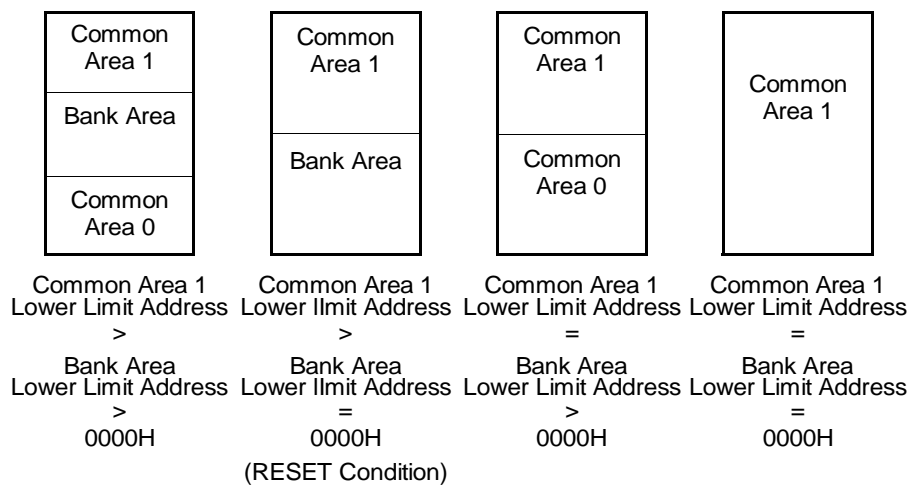 Common
Area 1
Bank Area
Common
Area 0
Common Area 1
Lower Limit Address
>
Bank Area
Lower Limit Address
>
0000H
Common
Area 1
Bank Area
Common Area 1
Lower lImit Address
>
Bank Area
Lower lImit Address
=
0000H
(RESET Condition)
Common
Area 1
Common
Area 0
Common Area 1
Lower Limit Address
=
Bank Area
Lower Limit Address
>
0000H
Common
Area 1
Common Area 1
Lower Limit Address
=
Bank Area
Lower Limit Address
=
0000H